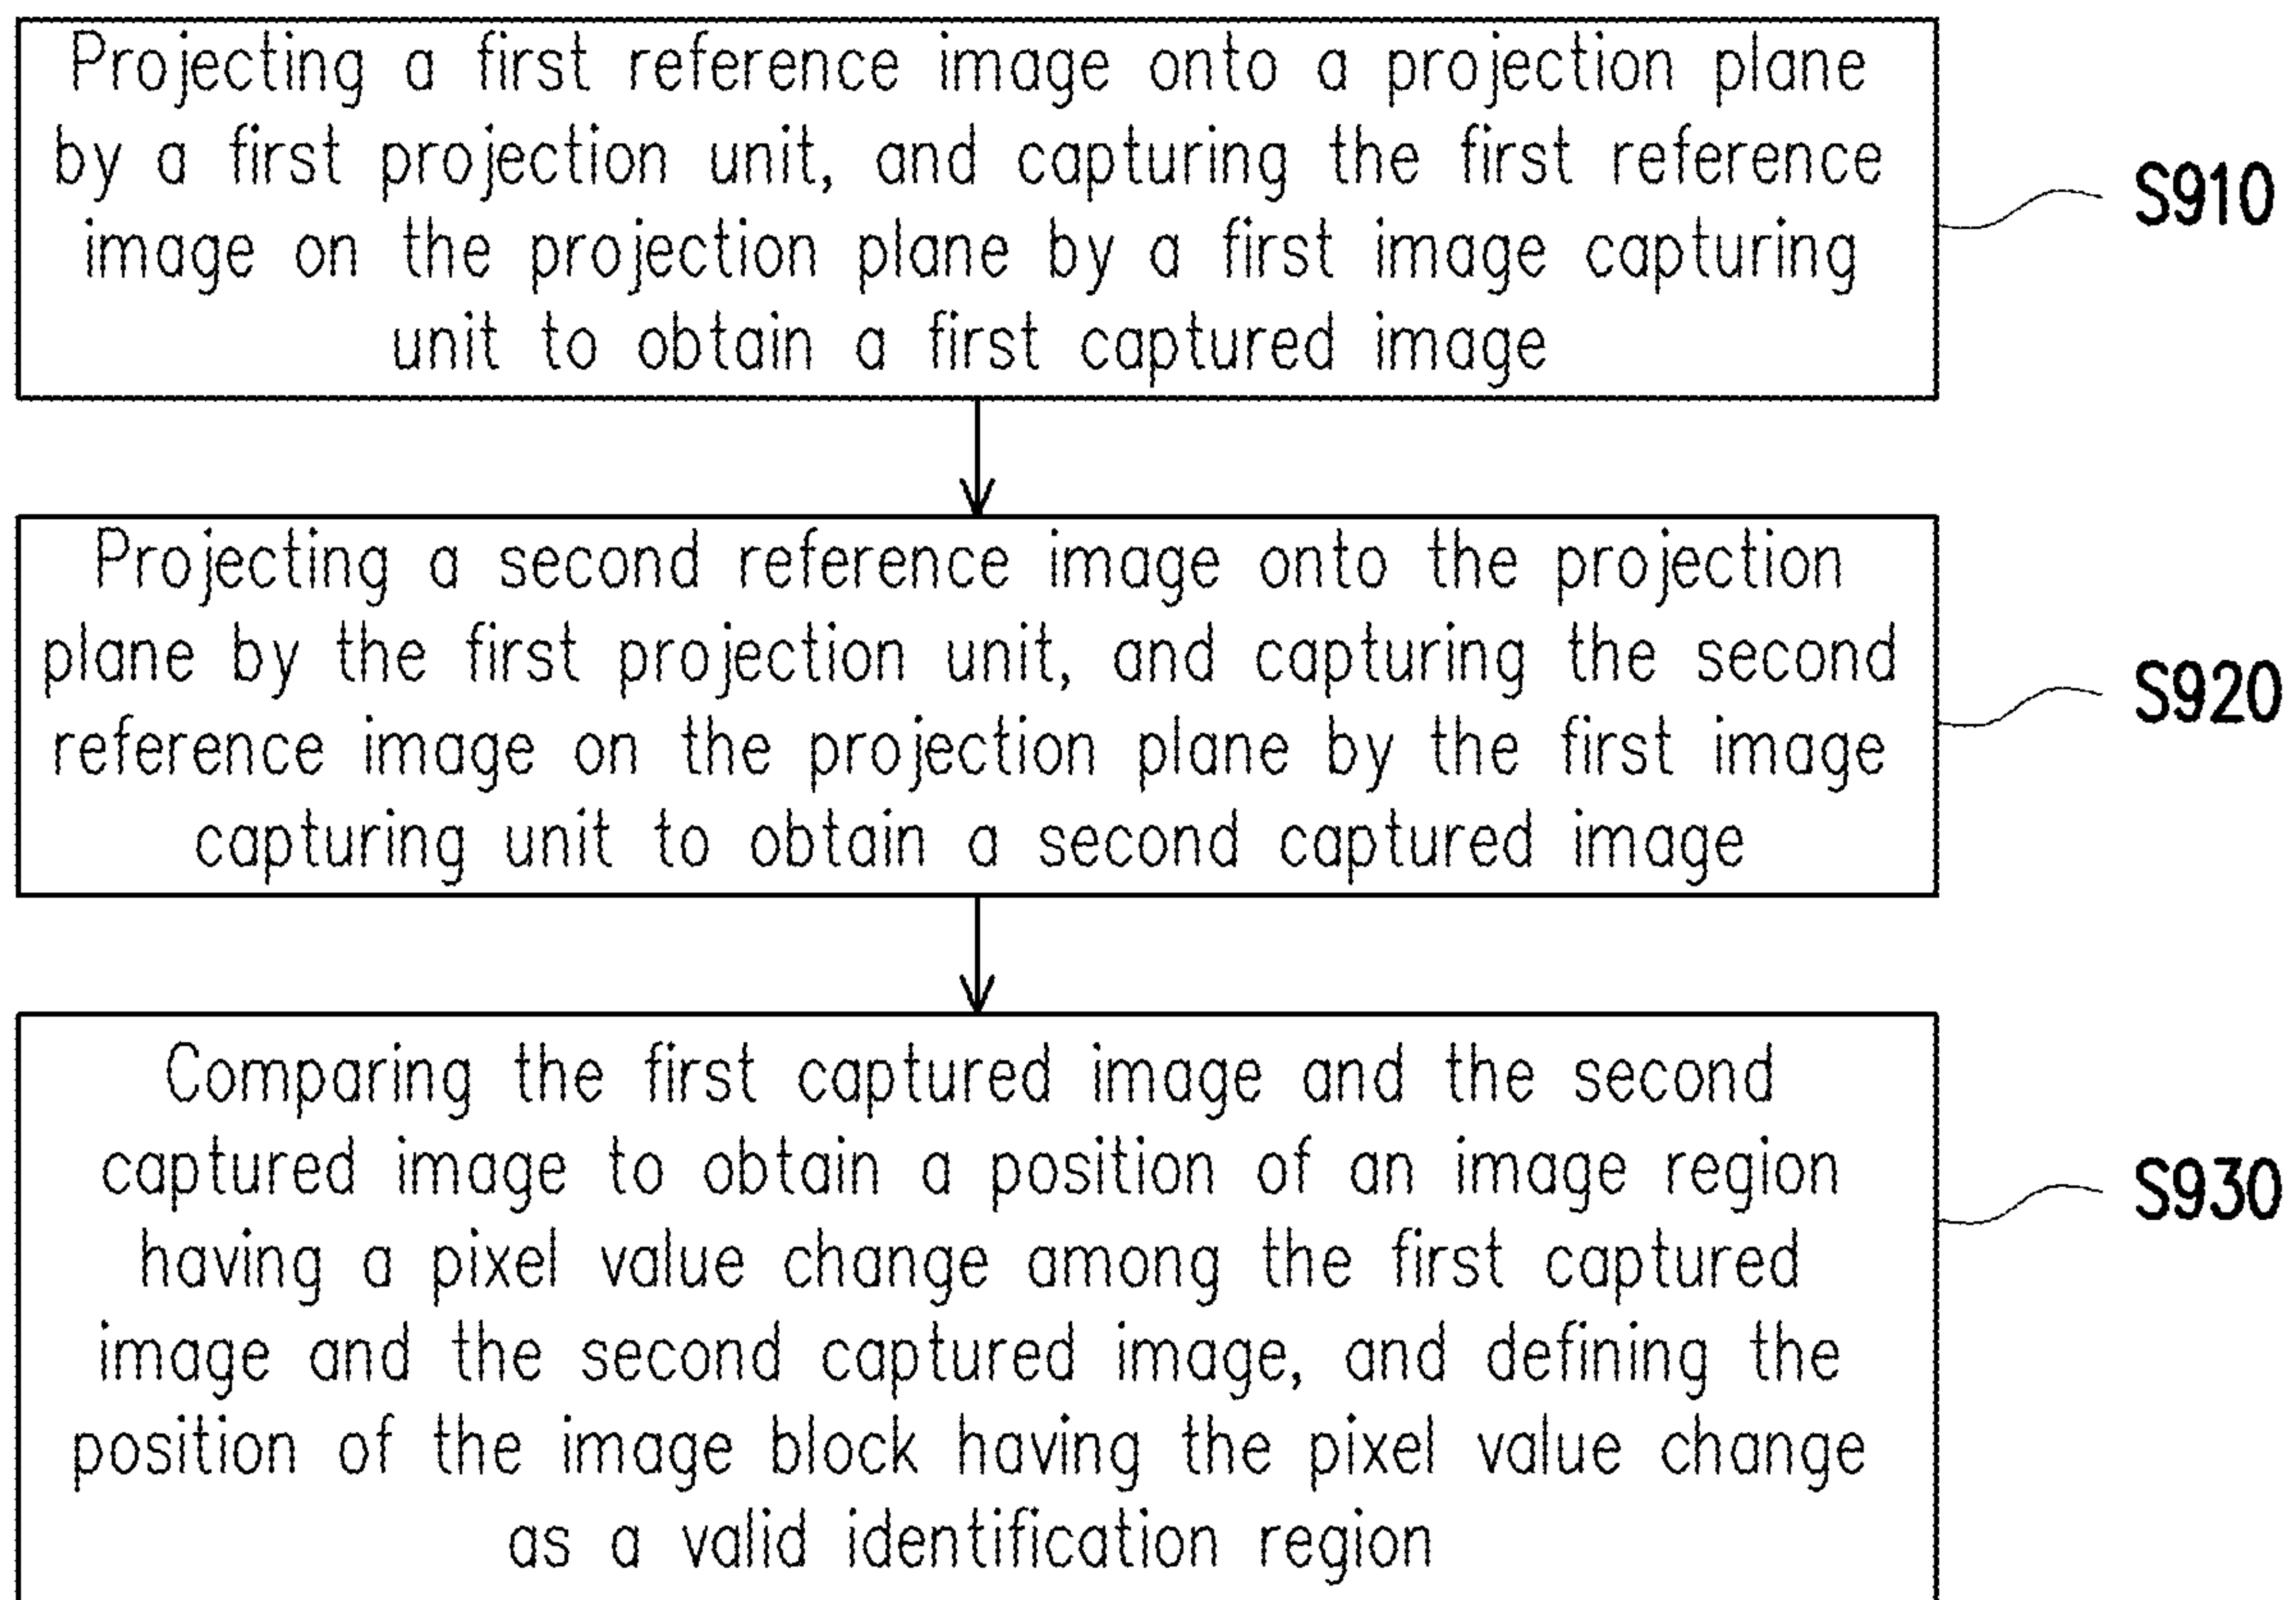 Projecting a first reference image onto a projection plane
by a first projection unit, and capturing the first reference
image on the projection plane by a first image capturing
unit to obtain a first captured image
S910
Projecting a second reference image onto the projection
plane by the first projection unit, and capturing the second
reference image on the projection plane by the first image
capturing unit to obtain a second captured image
S920
Comparing the first captured image and the second
captured image to obtain a position of an image region
having a pixel value change among the first captured
image and the second captured image, and defining the
position of the image block having the pixel value change
as a valid identification region
S930